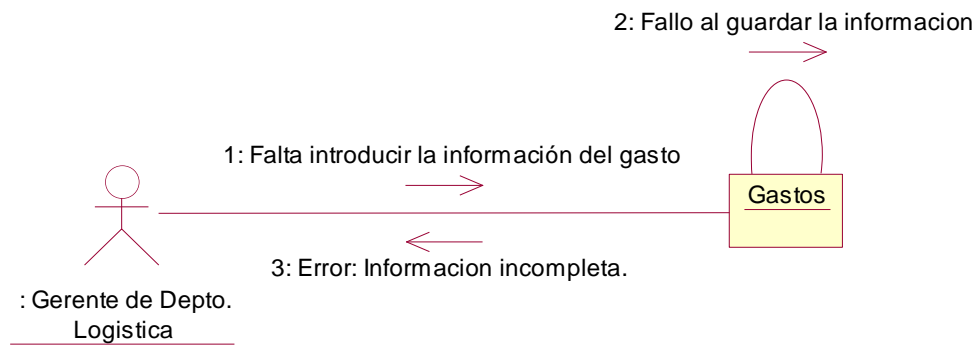 2: Fallo al guardar la informacion
1: Falta introducir la información del gasto
Gastos
3: Error: Informacion incompleta.
: Gerente de Depto.
Logistica